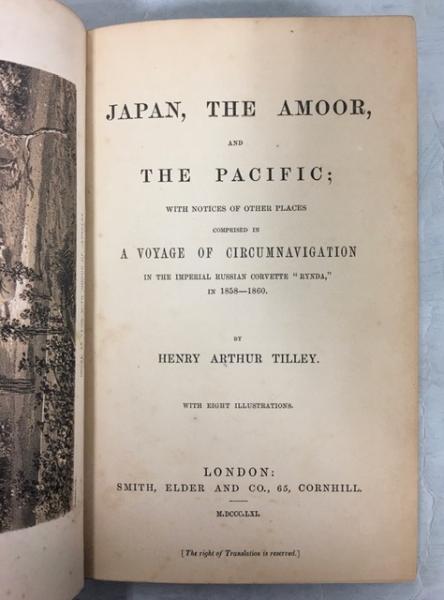 JAPAN, THE AMOOR,
AND
THE PACIFIC;
WITH NOTICES OF OTHER PLACES
COMPRISED IN
A VOYAGE OF CIRCUMNAVIGATION
IN THE IMPERIAL RUSSIAN CORVETTE "RYNDA,"
IN 1858—1860.
BY
HENRY ARTHUR TILLEY.
WITH EIGHT ILLUSTRATIONS.
LONDON:
SMITH, ELDER AND CO., 65, CORNHILL.
M.DCCC.LXI.
[The right of Translation is reserved.]